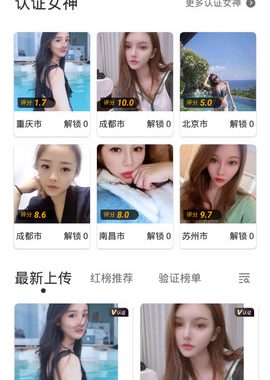 认证女神
更多认证女神
评分 1.7
评分 10.0
评分 5.0
重庆市 解锁 0
成都市 解锁 0
北京市 解锁 0
评分 8.6
评分 8.0
评分 9.7
成都市 解锁 0
南昌市 解锁 0
苏州市 解锁 0
最新上传 红榜推荐 验证榜单
V认证
V认证